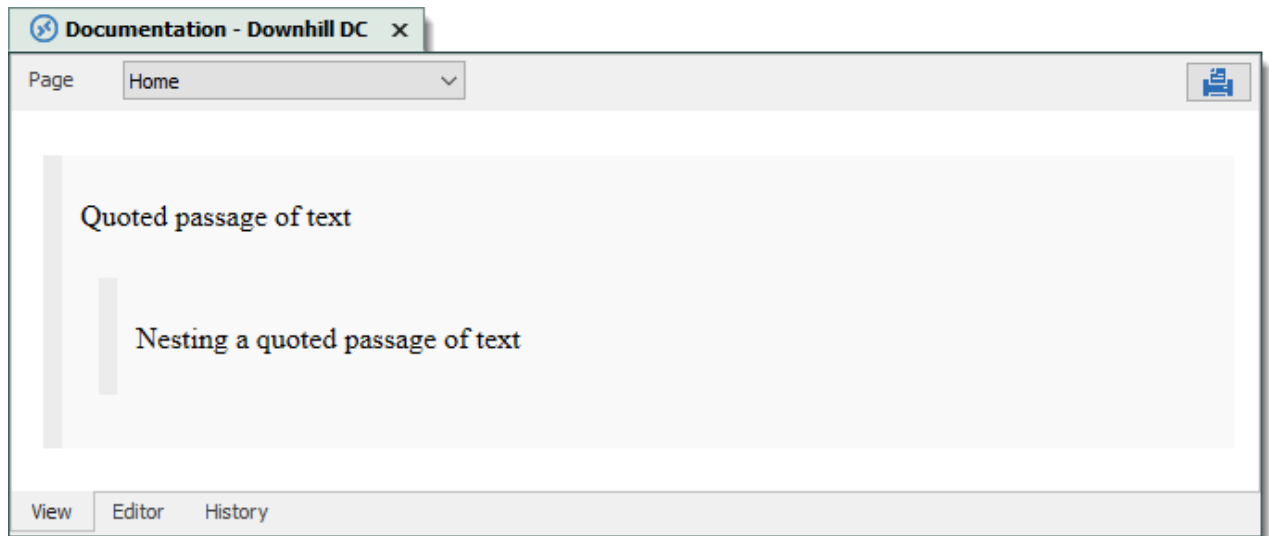 Documentation - Downhill DC
Page Home
Quoted passage of text
Nesting a quoted passage of text
View Editor History